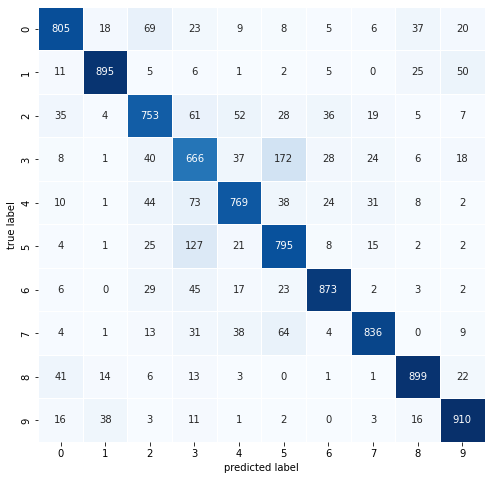 0 805 18 69 23 9 8 5 6 37 20
1 11 895 5 6 1 2 5 0 25 50
2 35 4 753 61 52 28 36 19 5 7
3 8 1 40 666 37 172 28 24 6 18
4 10 1 44 73 769 38 24 31 8 2
5 4 1 25 127 21 795 8 15 2 2
6 6 0 29 45 17 23 873 2 3 2
7 4 1 13 31 38 64 4 836 0 9
8 41 14 6 13 3 0 1 1 899 22
9 16 38 3 11 1 2 0 3 16 910
0 1 2 3 4 5 6 7 8 9
predicted label
true label